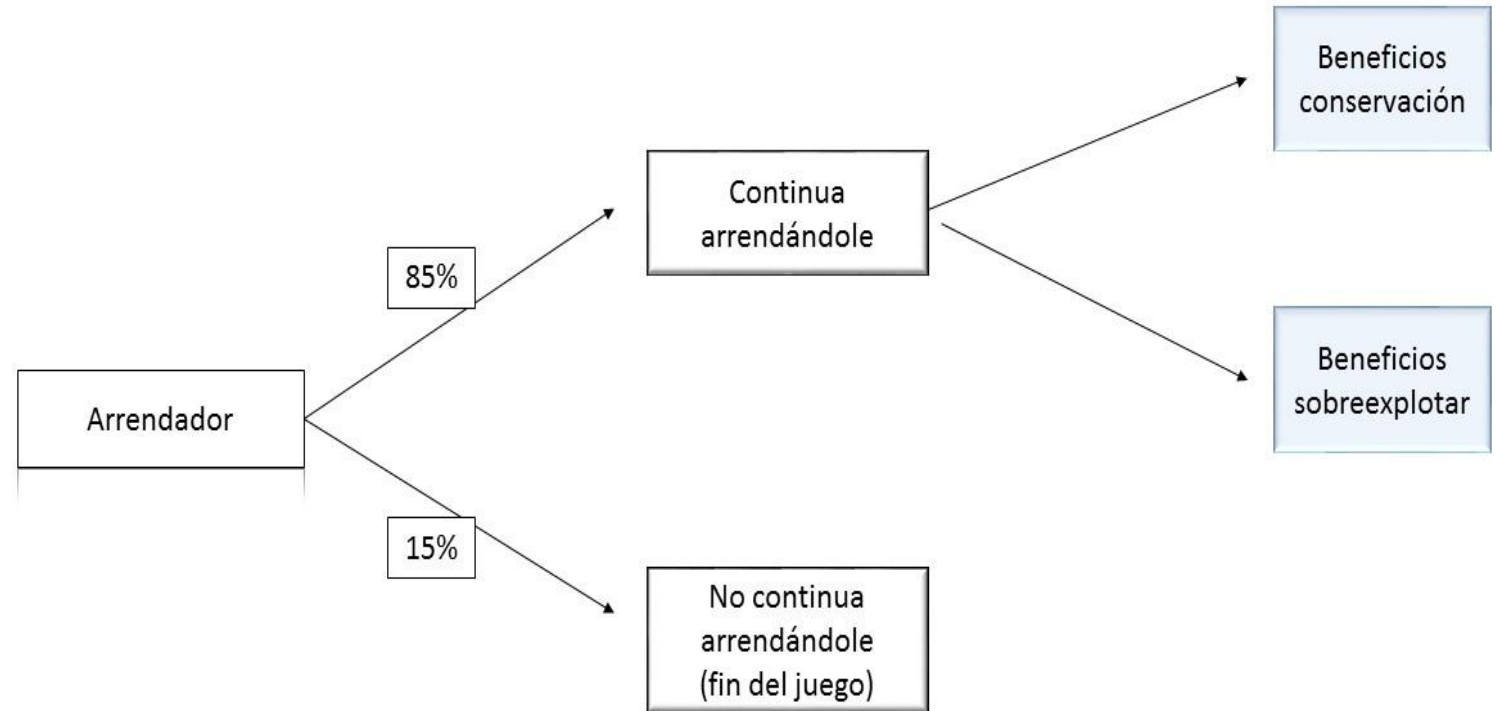 Beneficios
conservación
Continua
arrendándole
85%
Beneficios
sobreexplotar
Arrendador
15%
No continua
arrendándole
(fin del juego)